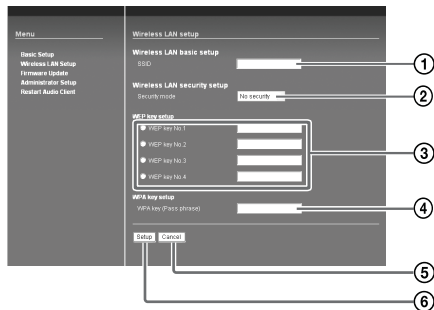 Menu
Basic Setup
Wireless LAN Setup
Firmware Update
Administrator Setup
Restart Audio Client
Wireless LAN setup
Wireless LAN basic setup
SSID
Wireless LAN security setup
Security mode
No security
WEP key setup
WEP key No.1
WEP key No.2
WEP key No.3
WEP key No.4
WPA key setup
WPA key (Pass phrase)
Setup
Cancel
1
2
3
4
5
6